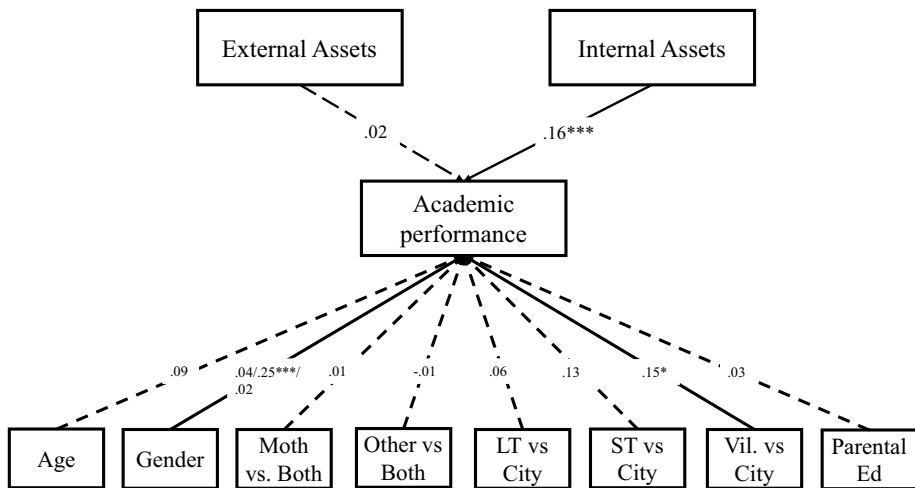 External Assets
Internal Assets
.02
.16***
Academic
performance
.09
.04/.25***/
.02
.01
-.01
.06
.13
.15*
.03
Age
Gender
Moth
vs. Both
Other vs
Both
LT vs
City
ST vs
City
Vil. vs
City
Parental
Ed